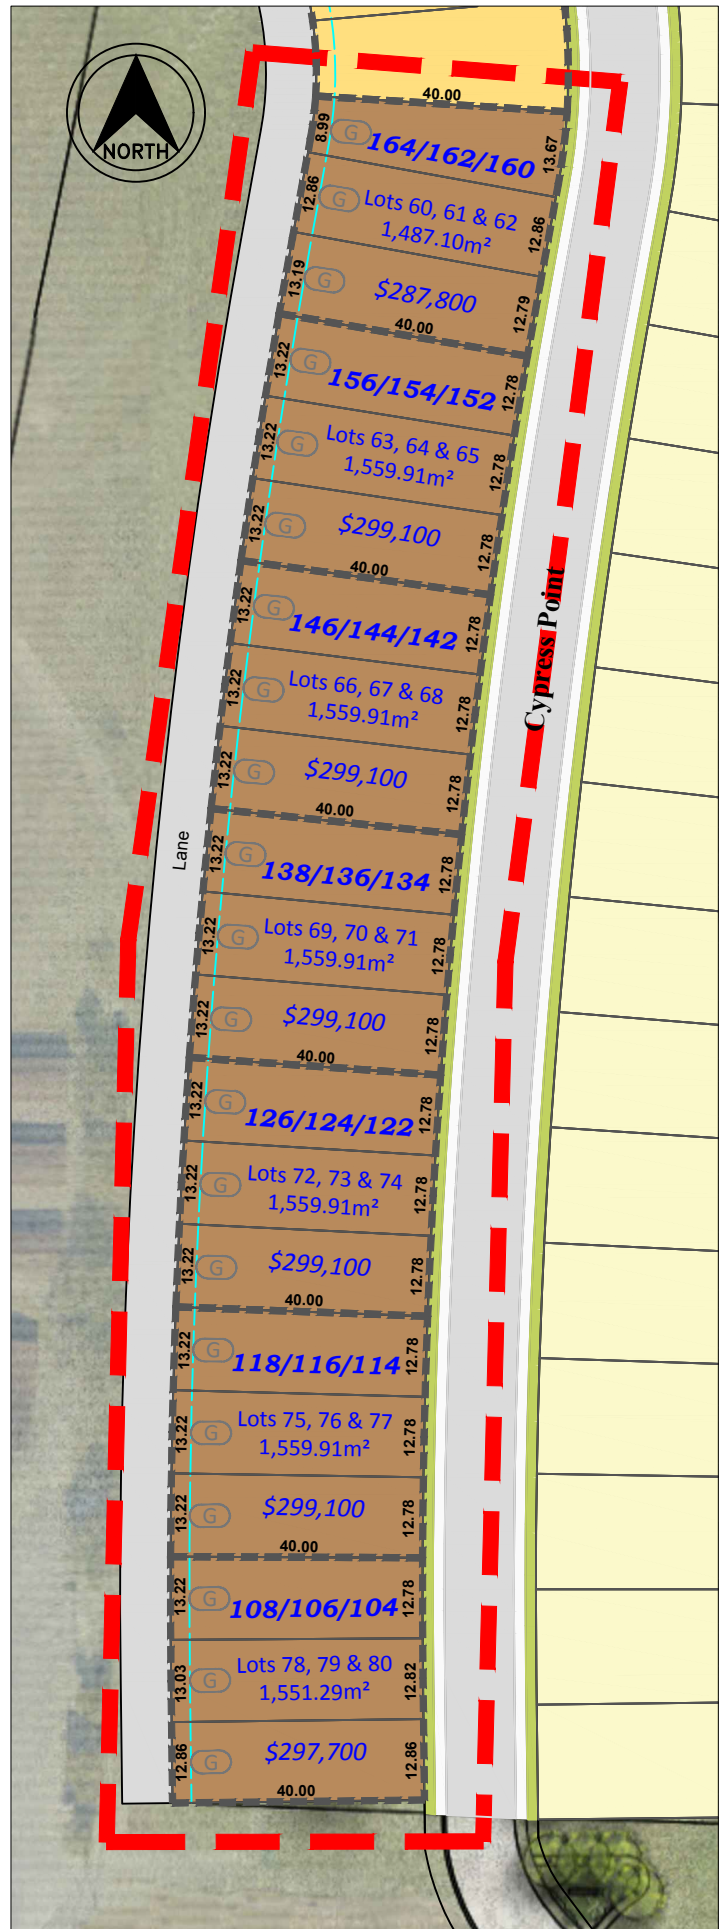 NORTH
40.00
8.99
G
164/162/160
13.67
12.86
G
Lots 60, 61 & 62
1,487.10m²
12.86
13.19
G
$287,800
12.79
40.00
13.22
G
156/154/152
12.78
13.22
G
Lots 63, 64 & 65
1,559.91m²
12.78
13.22
G
$299,100
12.78
40.00
13.22
G
146/144/142
12.78
Cypress Point
13.22
G
Lots 66, 67 & 68
1,559.91m²
12.78
13.22
G
$299,100
12.78
40.00
Lane
13.22
G
138/136/134
12.78
13.22
G
Lots 69, 70 & 71
1,559.91m²
12.78
13.22
G
$299,100
12.78
40.00
13.22
G
126/124/122
12.78
13.22
G
Lots 72, 73 & 74
1,559.91m²
12.78
13.22
G
$299,100
12.78
40.00
13.22
G
118/116/114
12.78
13.22
G
Lots 75, 76 & 77
1,559.91m²
12.78
13.22
G
$299,100
12.78
40.00
13.22
G
108/106/104
12.78
13.03
G
Lots 78, 79 & 80
1,551.29m²
12.82
12.86
G
$297,700
12.86
40.00